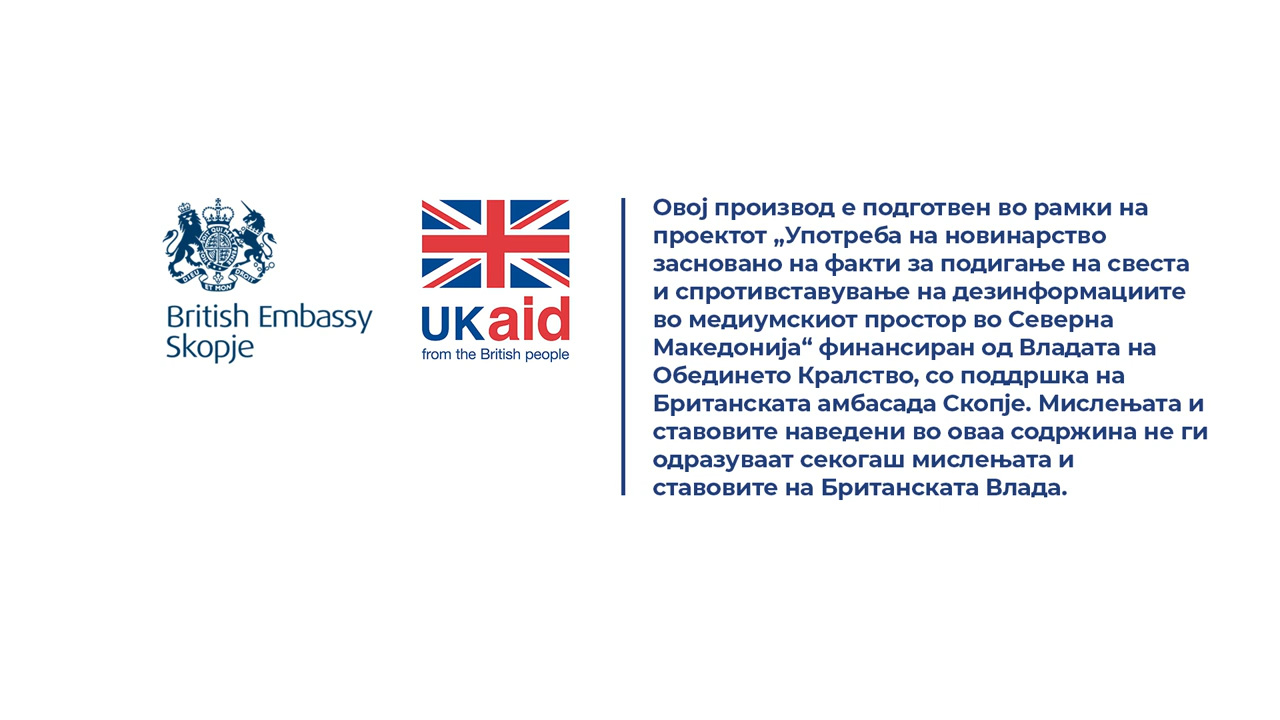 British Embassy
Skopje
UKaid
from the British people
Овој производ е подготвен во рамки на
проектот „Употреба на новинарство
засновано на факти за подигање на свеста
и спротивставување на дезинформациите
во медиумскиот простор во Северна
Македонија“ финансиран од Владата на
Обединето Кралство, со поддршка на
Британската амбасада Скопје. Мислењата и
ставовите наведени во оваа содржина не ги
одразуваат секогаш мислењата и
ставовите на Британската Влада.